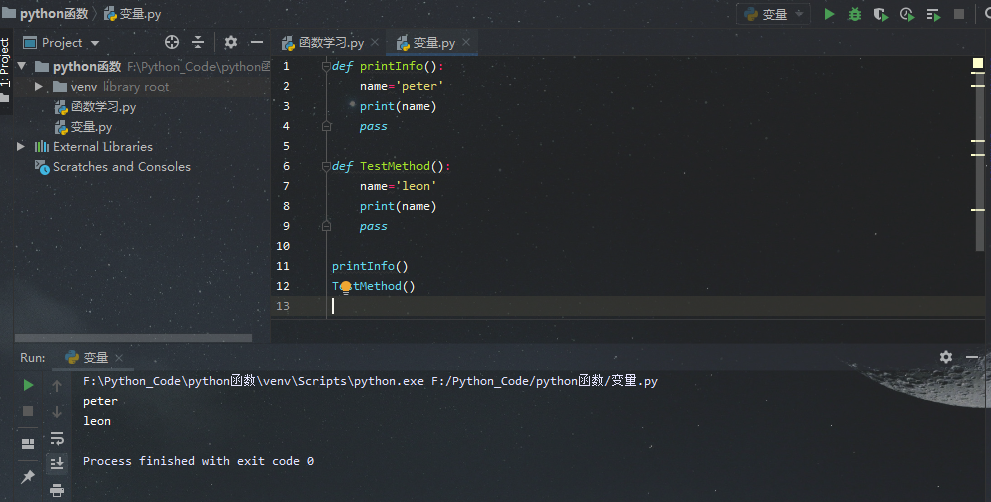 python函数 变量.py 变量
1: Project
Project 函数学习.py 变量.py
python函数 F:\Python_Code\python函
venv library root
函数学习.py
变量.py
External Libraries
Scratches and Consoles
1 def printInfo():
2 name='peter'
3 print(name)
4 pass
5
6 def TestMethod():
7 name='leon'
8 print(name)
9 pass
10
11 printInfo()
12 TestMethod()
13
Run: 变量
F:\Python_Code\python函数\venv\Scripts\python.exe F:/Python_Code/python函数/变量.py
peter
leon
Process finished with exit code 0